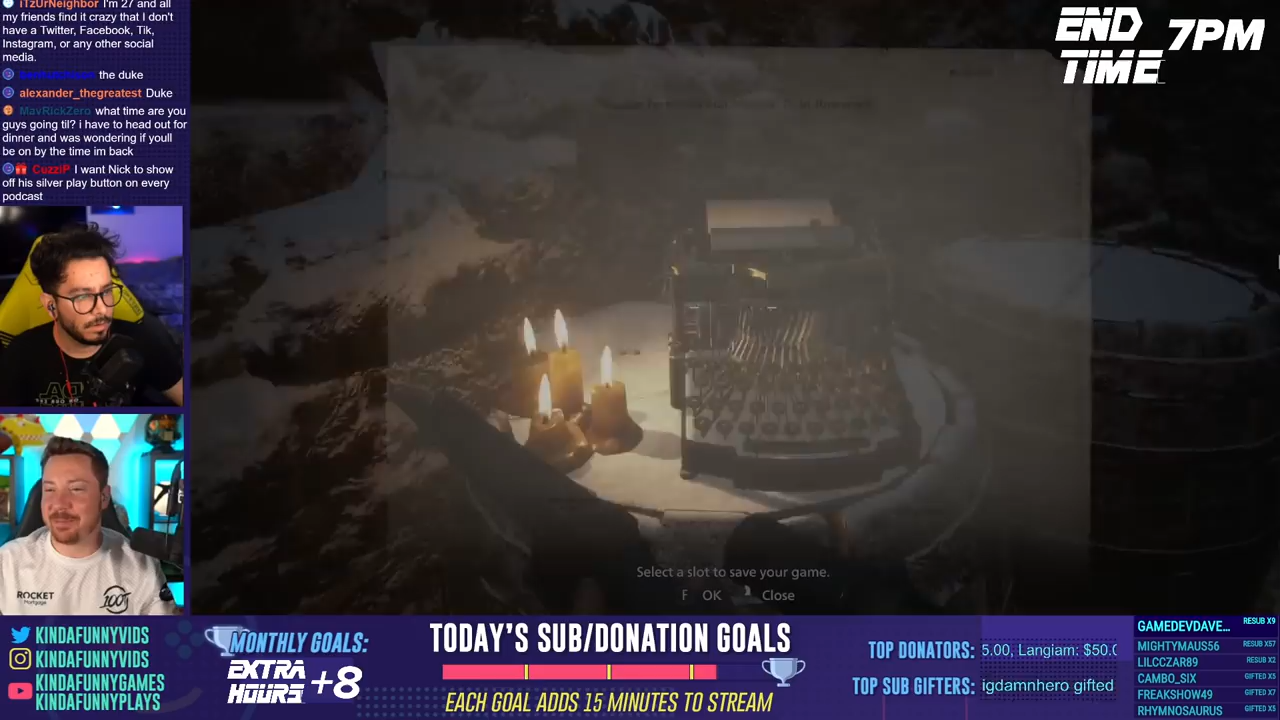 iTzUrNeighbor I'm 27 and all
my friends find it crazy that I don't
have a Twitter, Facebook, Tik,
Instagram, or any other social
media.
the duke
alexander_thegreatest Duke
MavRickZero what time are you
guys going til? i have to head out for
dinner and was wondering if youll
be on by the time im back
CuzziP I want Nick to show
off his silver play button on every
podcast
END
TIME
7PM
ROCKET
Mortgage
100T
Select a slot to save your game.
F OK Close
KINDAFUNNYVIDS
KINDAFUNNYVIDS
KINDAFUNNYGAMES
KINDAFUNNYPLAYS
MONTHLY GOALS:
EXTRA
HOURS +8
TODAY'S SUB/DONATION GOALS
EACH GOAL ADDS 15 MINUTES TO STREAM
TOP DONATORS: 5.00, Langiam: $50.0
TOP SUB GIFTERS: igdamnhero gifted
GAMEDEVDAVE... RESUB X9
MIGHTYMAUS56 RESUB X57
LILCCZAR89 RESUB X2
CAMBO_SIX GIFTED X5
FREAKSHOW49 GIFTED X7
RHYMNOSAURUS GIFTED X5